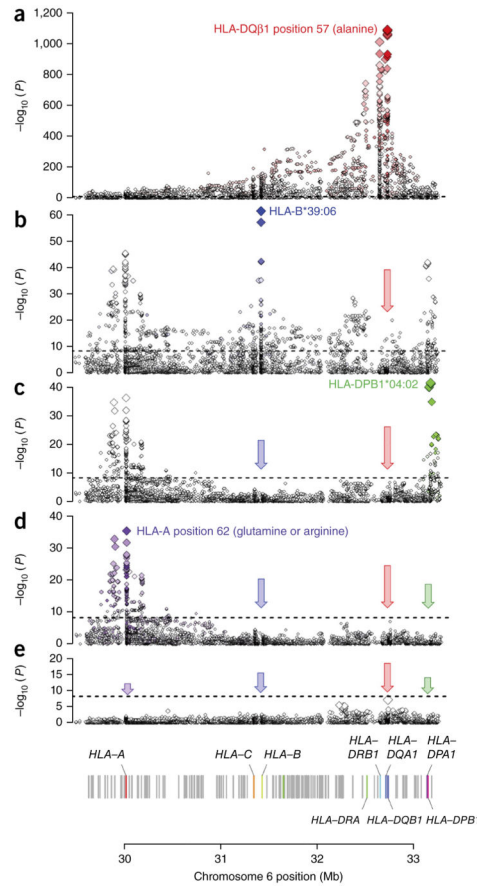 a
1,200
1,000
800
600
400
200
0
–log10 (P)
HLA-DQβ1 position 57 (alanine)
b
60
50
40
30
20
10
0
–log10 (P)
HLA-B*39:06
c
40
30
20
10
0
–log10 (P)
HLA-DPB1*04:02
d
40
30
20
10
0
–log10 (P)
HLA-A position 62 (glutamine or arginine)
e
20
15
10
5
0
–log10 (P)
HLA–A
HLA–C
HLA–B
HLA–
DRB1
HLA–
DQA1
HLA–
DPA1
HLA–DRA
HLA–DQB1
HLA–DPB1
30
31
32
33
Chromosome 6 position (Mb)